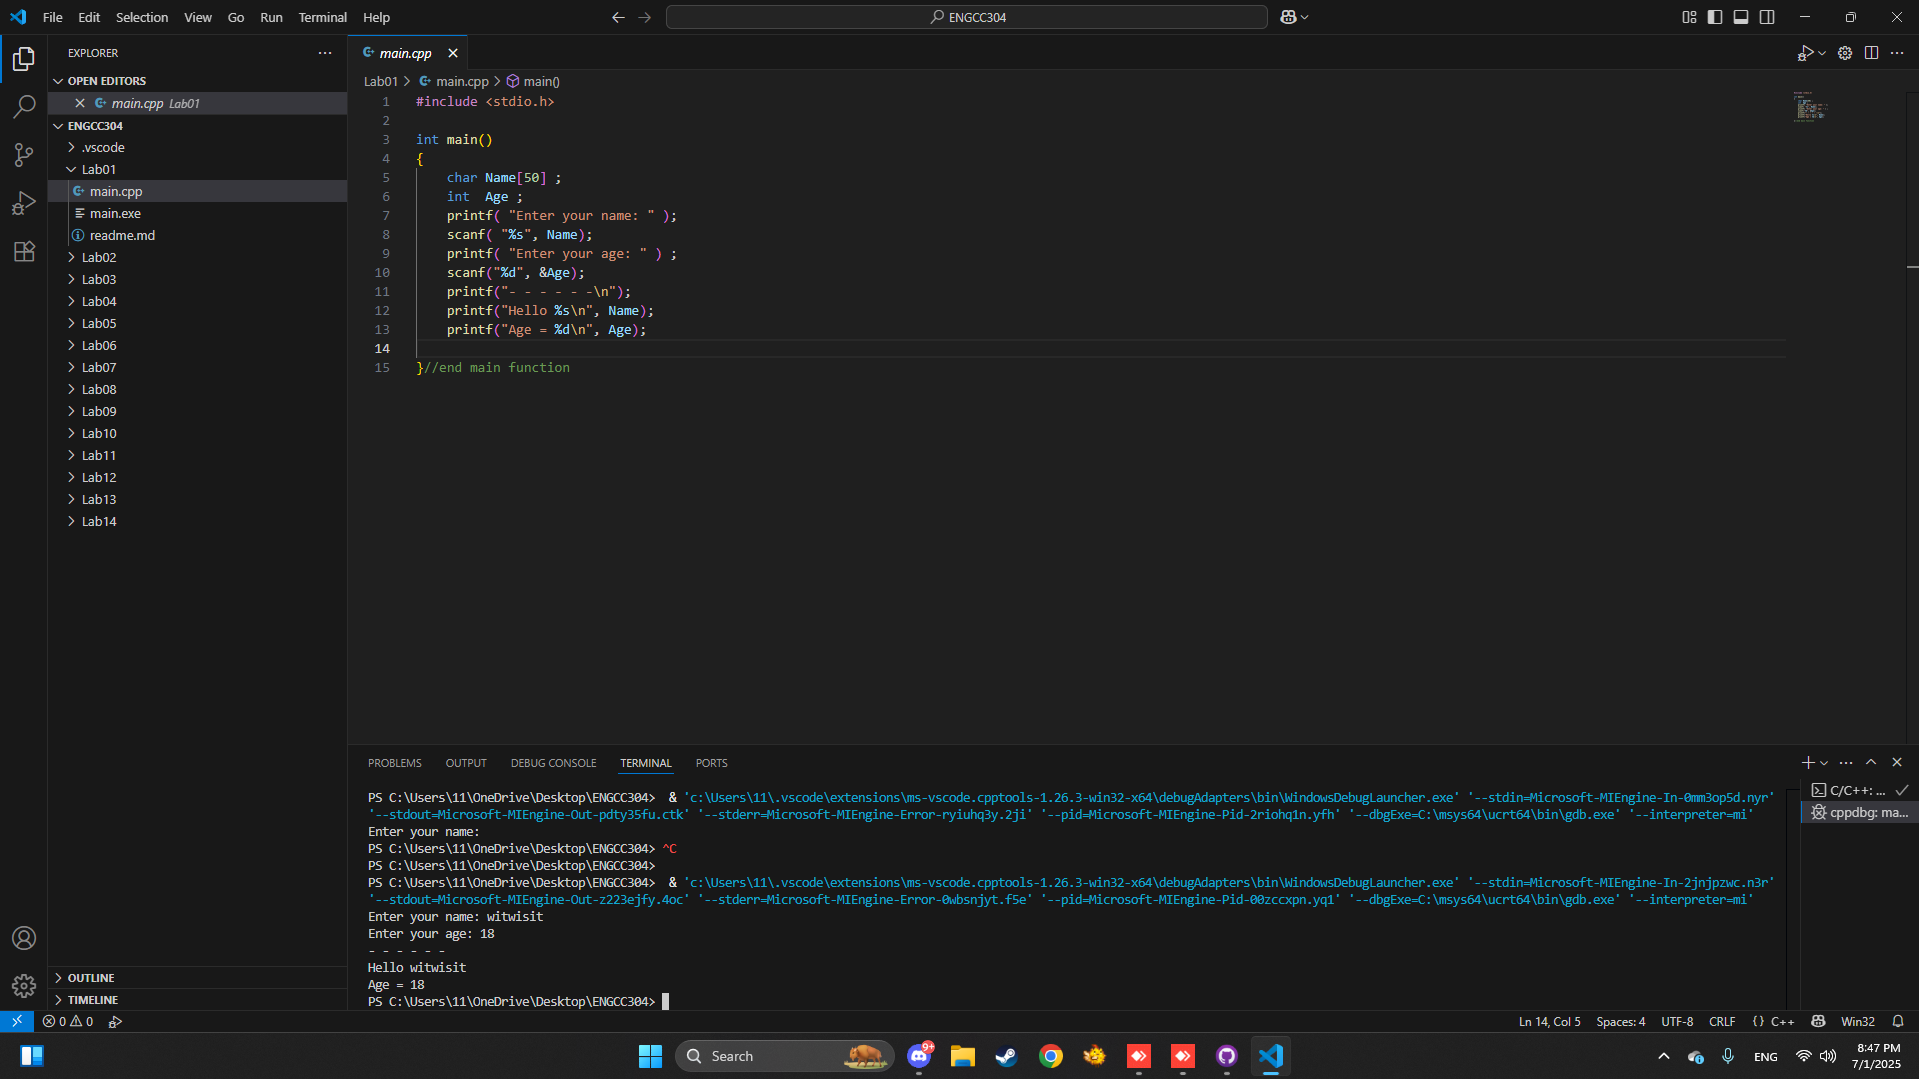 File Edit Selection View Go Run Terminal Help
ENGCC304
EXPLORER
OPEN EDITORS
main.cpp Lab01
ENGCC304
.vscode
Lab01
main.cpp
main.exe
readme.md
Lab02
Lab03
Lab04
Lab05
Lab06
Lab07
Lab08
Lab09
Lab10
Lab11
Lab12
Lab13
Lab14
OUTLINE
TIMELINE
main.cpp
Lab01 > main.cpp > main()
1 #include <stdio.h>
2
3 int main()
4 {
5 char Name[50] ;
6 int  Age ;
7 printf( "Enter your name: " );
8 scanf( "%s", Name);
9 printf( "Enter your age: " ) ;
10 scanf("%d", &Age);
11 printf("- - - - - -\n");
12 printf("Hello %s\n", Name);
13 printf("Age = %d\n", Age);
14
15 }//end main function
PROBLEMS OUTPUT DEBUG CONSOLE TERMINAL PORTS
PS C:\Users\11\OneDrive\Desktop\ENGCC304>  & 'c:\Users\11\.vscode\extensions\ms-vscode.cpptools-1.26.3-win32-x64\debugAdapters\bin\WindowsDebugLauncher.exe' '--stdin=Microsoft-MIEngine-In-0mm3op5d.nyr'
'--stdout=Microsoft-MIEngine-Out-pdty35fu.ctk' '--stderr=Microsoft-MIEngine-Error-ryiuhq3y.2ji' '--pid=Microsoft-MIEngine-Pid-2riohq1n.yfh' '--dbgExe=C:\msys64\ucrt64\bin\gdb.exe' '--interpreter=mi'
Enter your name:
PS C:\Users\11\OneDrive\Desktop\ENGCC304> ^C
PS C:\Users\11\OneDrive\Desktop\ENGCC304>
PS C:\Users\11\OneDrive\Desktop\ENGCC304>  & 'c:\Users\11\.vscode\extensions\ms-vscode.cpptools-1.26.3-win32-x64\debugAdapters\bin\WindowsDebugLauncher.exe' '--stdin=Microsoft-MIEngine-In-2jnjpzwc.n3r'
'--stdout=Microsoft-MIEngine-Out-z223ejfy.4oc' '--stderr=Microsoft-MIEngine-Error-0wbsnjyt.f5e' '--pid=Microsoft-MIEngine-Pid-00zccxpn.yq1' '--dbgExe=C:\msys64\ucrt64\bin\gdb.exe' '--interpreter=mi'
Enter your name: witwisit
Enter your age: 18
- - - - - -
Hello witwisit
Age = 18
PS C:\Users\11\OneDrive\Desktop\ENGCC304>
C/C++: ...
cppdbg: ma...
0 0
Ln 14, Col 5 Spaces: 4 UTF-8 CRLF {} C++ Win32
Search
9+
ENG
8:47 PM
7/1/2025